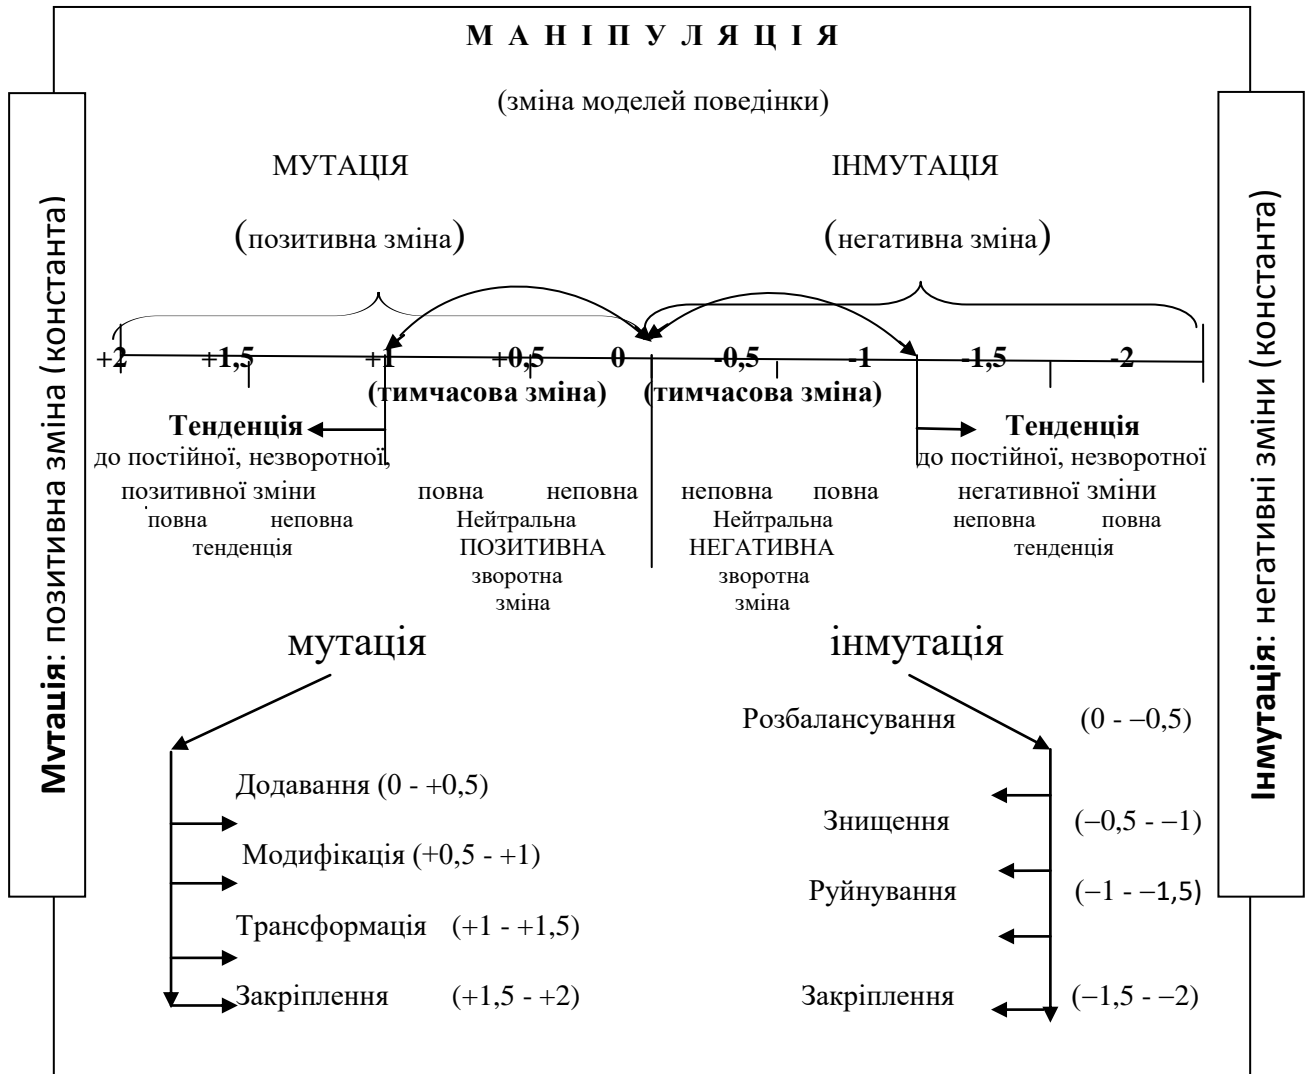 М А Н І П У Л Я Ц І Я
(зміна моделей поведінки)
МУТАЦІЯ ІНМУТАЦІЯ
(позитивна зміна) (негативна зміна)
+2 +1,5 +1 +0,5 0 -0,5 -1 -1,5 -2
(тимчасова зміна) (тимчасова зміна)
Тенденція Тенденція
до постійної, незворотної, до постійної, незворотної
позитивної зміни повна неповна неповна повна негативної зміни
повна неповна Нейтральна Нейтральна неповна повна
тенденція ПОЗИТИВНА НЕГАТИВНА тенденція
зворотна зворотна
зміна зміна
мутація інмутація
Розбалансування (0 - −0,5)
Додавання (0 - +0,5)
Знищення (−0,5 - −1)
Модифікація (+0,5 - +1)
Руйнування (−1 - −1,5)
Трансформація (+1 - +1,5)
Закріплення (+1,5 - +2) Закріплення (−1,5 - −2)
Мутація: позитивна зміна (константа)
Інмутація: негативні зміни (константа)